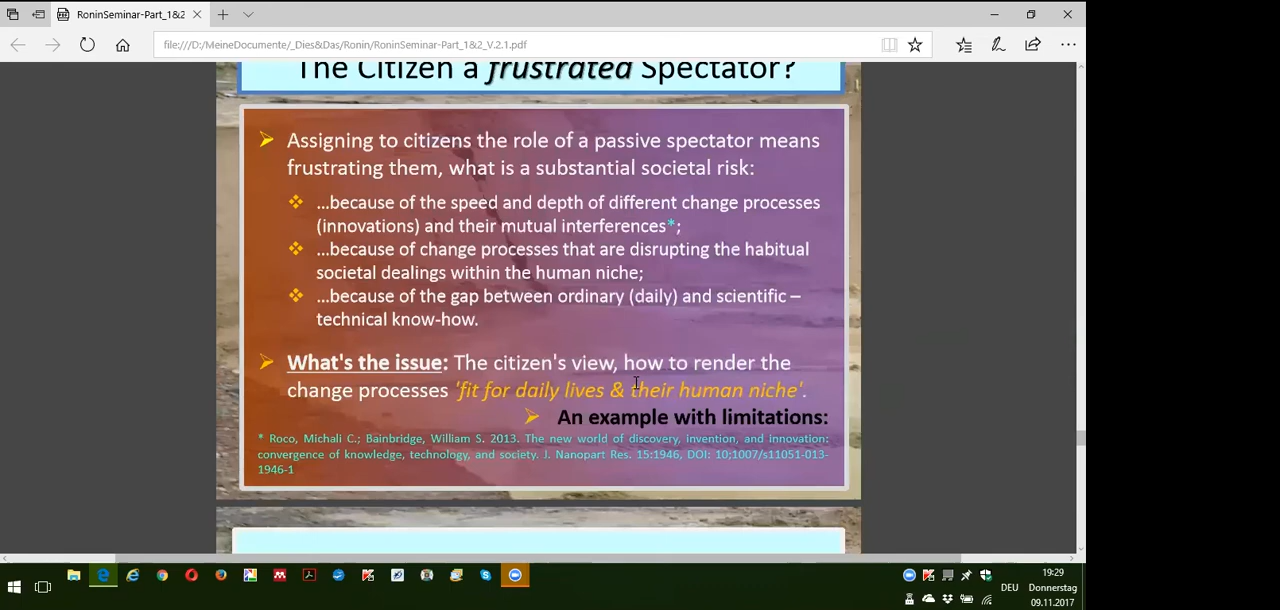 RoninSeminar-Part_1&2
file:///D:/MeineDocumente/_Dies&Das/Ronin/RoninSeminar-Part_1&2_V.2.1.pdf
The Citizen a frustrated Spectator?
Assigning to citizens the role of a passive spectator means
frustrating them, what is a substantial societal risk:
...because of the speed and depth of different change processes
(innovations) and their mutual interferences*;
...because of change processes that are disrupting the habitual
societal dealings within the human niche;
...because of the gap between ordinary (daily) and scientific –
technical know-how.
What's the issue: The citizen's view, how to render the
change processes 'fit for daily lives & their human niche'.
An example with limitations:
* Roco, Michali C.; Bainbridge, William S. 2013. The new world of discovery, invention, and innovation:
convergence of knowledge, technology, and society. J. Nanopart Res. 15:1946, DOI: 10;1007/s11051-013-
1946-1
19:29
DEU Donnerstag
09.11.2017